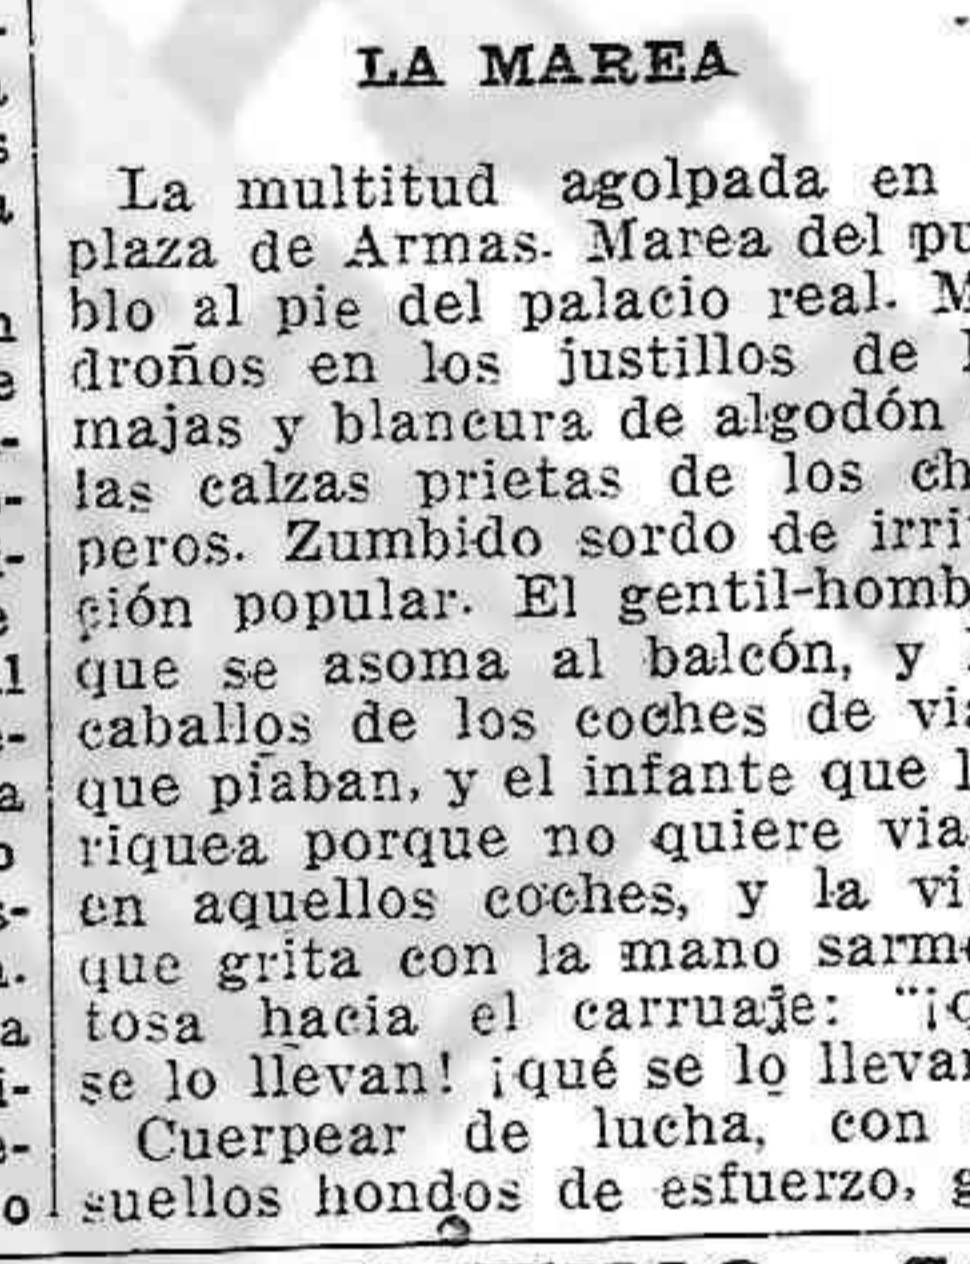 LA MAREA
La multitud agolpada en
plaza de Armas. Marea del pu
blo al pie del palacio real. M
droños en los justillos de l
majas y blancura de algodón
las calzas prietas de los ch
peros. Zumbido sordo de irri
ción popular. El gentil-homb
que se asoma al balcón, y
caballos de los coches de via
que piaban, y el infante que l
riquea porque no quiere via
en aquellos coches, y la vi
que grita con la mano sarme
tosa hacia el carruaje: "¡q
se lo llevan! ¡qué se lo llevan
Cuerpear de lucha, con
suellos hondos de esfuerzo, g